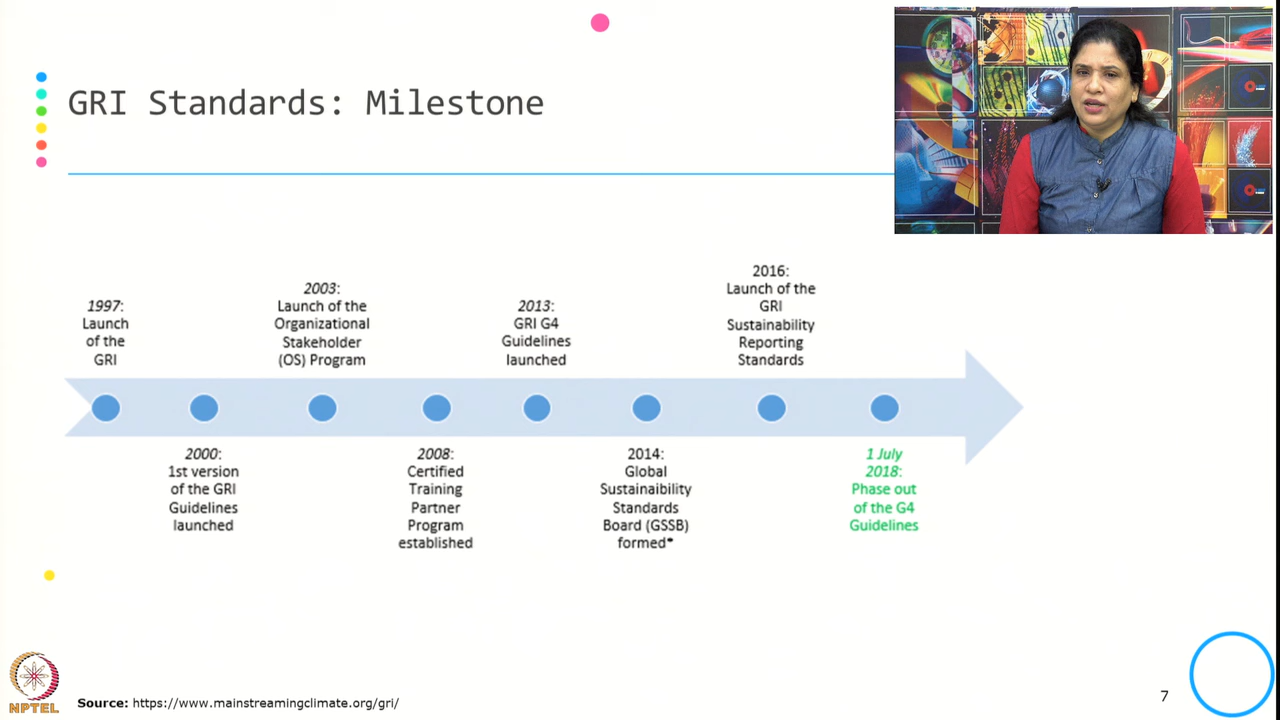 GRI Standards: Milestone
1997:
Launch
of the
GRI
2003:
Launch of the
Organizational
Stakeholder
(OS) Program
2013:
GRI G4
Guidelines
launched
2016:
Launch of the
GRI
Sustainability
Reporting
Standards
2000:
1st version
of the GRI
Guidelines
launched
2008:
Certified
Training
Partner
Program
established
2014:
Global
Sustainaibility
Standards
Board (GSSB)
formed*
1 July
2018:
Phase out
of the G4
Guidelines
NPTEL
Source: https://www.mainstreamingclimate.org/gri/
7